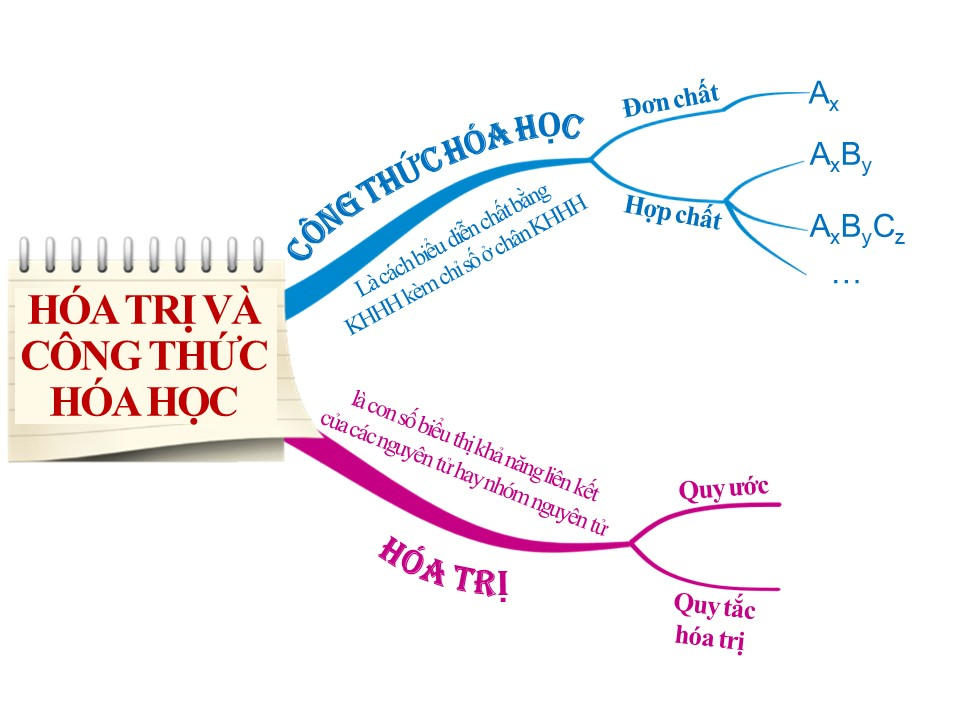 HÓA TRỊ VÀ
CÔNG THỨC
HÓA HỌC
CÔNG THỨC HÓA HỌC
Là cách biểu diễn chất bằng
KHHH kèm chỉ số ở chân KHHH
Đơn chất
Aₓ
Hợp chất
AₓBᵧ
AₓBᵧC₂
…
là con số biểu thị khả năng liên kết
của các nguyên tử hay nhóm nguyên tử
HÓA TRỊ
Quy ước
Quy tắc
hóa trị